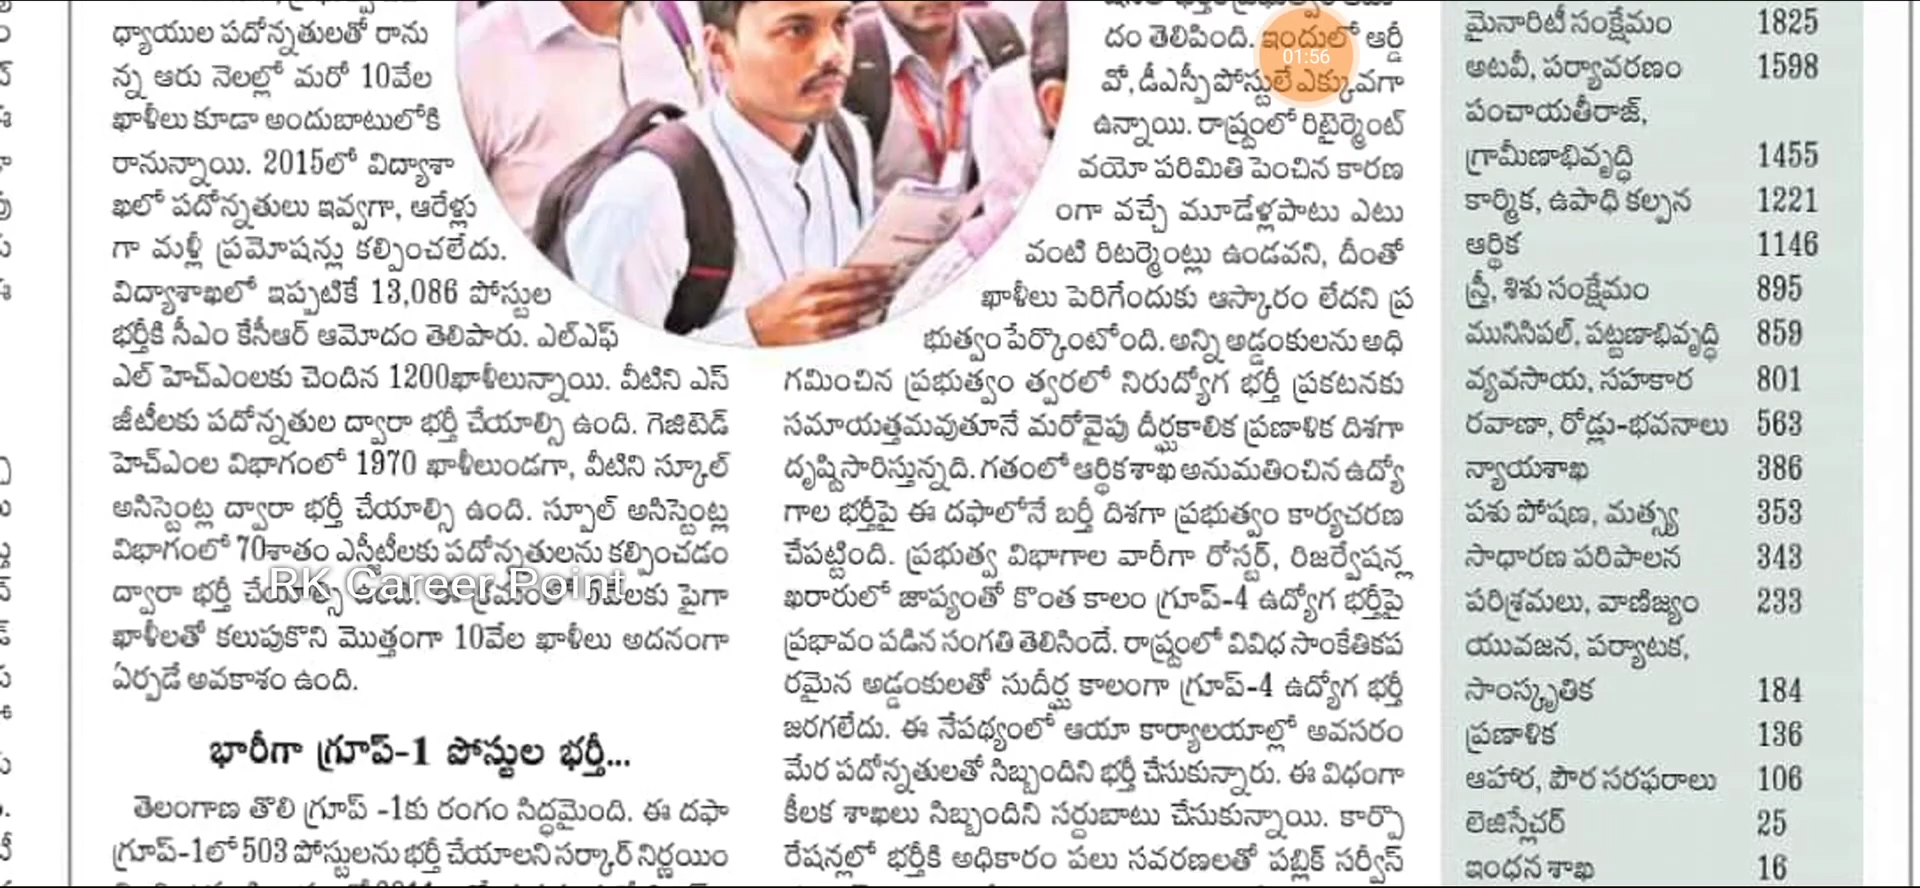 ధ్యాయుల పదోన్నతులతో రాను
న్న ఆరు నెలల్లో మరో 10వేల
ఖాళీలు కూడా అందుబాటులోకి
రానున్నాయి. 2015లో విద్యాశా
ఖలో పదోన్నతులు ఇవ్వగా, ఆరేళ్లు
గా మళ్లీ ప్రమోషన్లు కల్పించలేదు.
విద్యాశాఖలో ఇప్పటికే 13,086 పోస్టుల
భర్తీకి సీఎం కేసీఆర్ ఆమోదం తెలిపారు. ఎల్ఎఫ్
ఎల్ హెచ్ఎంలకు చెందిన 1200ఖాళీలున్నాయి. వీటిని ఎస్
జీటీలకు పదోన్నతుల ద్వారా భర్తీ చేయాల్సి ఉంది. గెజిటెడ్
హెచ్ఎంల విభాగంలో 1970 ఖాళీలుండగా, వీటిని స్కూల్
అసిస్టెంట్ల ద్వారా భర్తీ చేయాల్సి ఉంది. స్కూల్ అసిస్టెంట్ల
విభాగంలో 70శాతం ఎస్జీటీలకు పదోన్నతులను కల్పించడం
ద్వారా భర్తీ పైగా
RK Career Point
ఖాళీలతో కలుపుకొని మొత్తంగా 10వేల ఖాళీలు అదనంగా
ఏర్పడే అవకాశం ఉంది.
భారీగా గ్రూప్-1 పోస్టుల భర్తీ...
తెలంగాణ తొలి గ్రూప్ -1కు రంగం సిద్ధమైంది. ఈ దఫా
గ్రూప్-1లో 503 పోస్టులను భర్తీ చేయాలని సర్కార్ నిర్ణయిం
దం తెలిపింది. ఇందులో ఆర్డీ
01:56
వో, డీఎస్పీ పోస్టులే ఎక్కువగా
ఉన్నాయి. రాష్ట్రంలో రిటైర్మెంట్
వయో పరిమితి పెంచిన కారణ
ంగా వచ్చే మూడేళ్లపాటు ఎటు
వంటి రిటర్మెంట్లు ఉండవని, దీంతో
ఖాళీలు పెరిగేందుకు ఆస్కారం లేదని ప్ర
భుత్వం పేర్కొంటోంది. అన్ని అడ్డంకులను అధి
గమించిన ప్రభుత్వం త్వరలో నిరుద్యోగ భర్తీ ప్రకటనకు
సమాయత్తమవుతూనే మరోవైపు దీర్ఘకాలిక ప్రణాళిక దిశగా
దృష్టిసారిస్తున్నది. గతంలో ఆర్థికశాఖ అనుమతించిన ఉద్యో
గాల భర్తీపై ఈ దఫాలోనే బర్తీ దిశగా ప్రభుత్వం కార్యచరణ
చేపట్టింది. ప్రభుత్వ విభాగాల వారీగా రోస్టర్, రిజర్వేషన్ల
ఖరారులో జాప్యంతో కొంత కాలం గ్రూప్-4 ఉద్యోగ భర్తీపై
ప్రభావం పడిన సంగతి తెలిసిందే. రాష్ట్రంలో వివిధ సాంకేతికప
రమైన అడ్డంకులతో సుదీర్ఘ కాలంగా గ్రూప్-4 ఉద్యోగ భర్తీ
జరగలేదు. ఈ నేపథ్యంలో ఆయా కార్యాలయాల్లో అవసరం
మేర పదోన్నతులతో సిబ్బందిని భర్తీ చేసుకున్నారు. ఈ విధంగా
కీలక శాఖలు సిబ్బందిని సర్దుబాటు చేసుకున్నాయి. కార్పొ
రేషన్లలో భర్తీకి అధికారం పలు సవరణలతో పబ్లిక్ సర్వీస్
మైనారిటీ సంక్షేమం 1825
అటవీ, పర్యావరణం 1598
పంచాయతీరాజ్,
గ్రామీణాభివృద్ధి 1455
కార్మిక, ఉపాధి కల్పన 1221
ఆర్థిక 1146
స్త్రీ, శిశు సంక్షేమం 895
మునిసిపల్, పట్టణాభివృద్ధి 859
వ్యవసాయ, సహకార 801
రవాణా, రోడ్లు-భవనాలు 563
న్యాయశాఖ 386
పశు పోషణ, మత్స్య 353
సాధారణ పరిపాలన 343
పరిశ్రమలు, వాణిజ్యం 233
యువజన, పర్యాటక,
సాంస్కృతిక 184
ప్రణాళిక 136
ఆహార, పౌర సరఫరాలు 106
లెజిస్లేచర్ 25
ఇంధన శాఖ 16